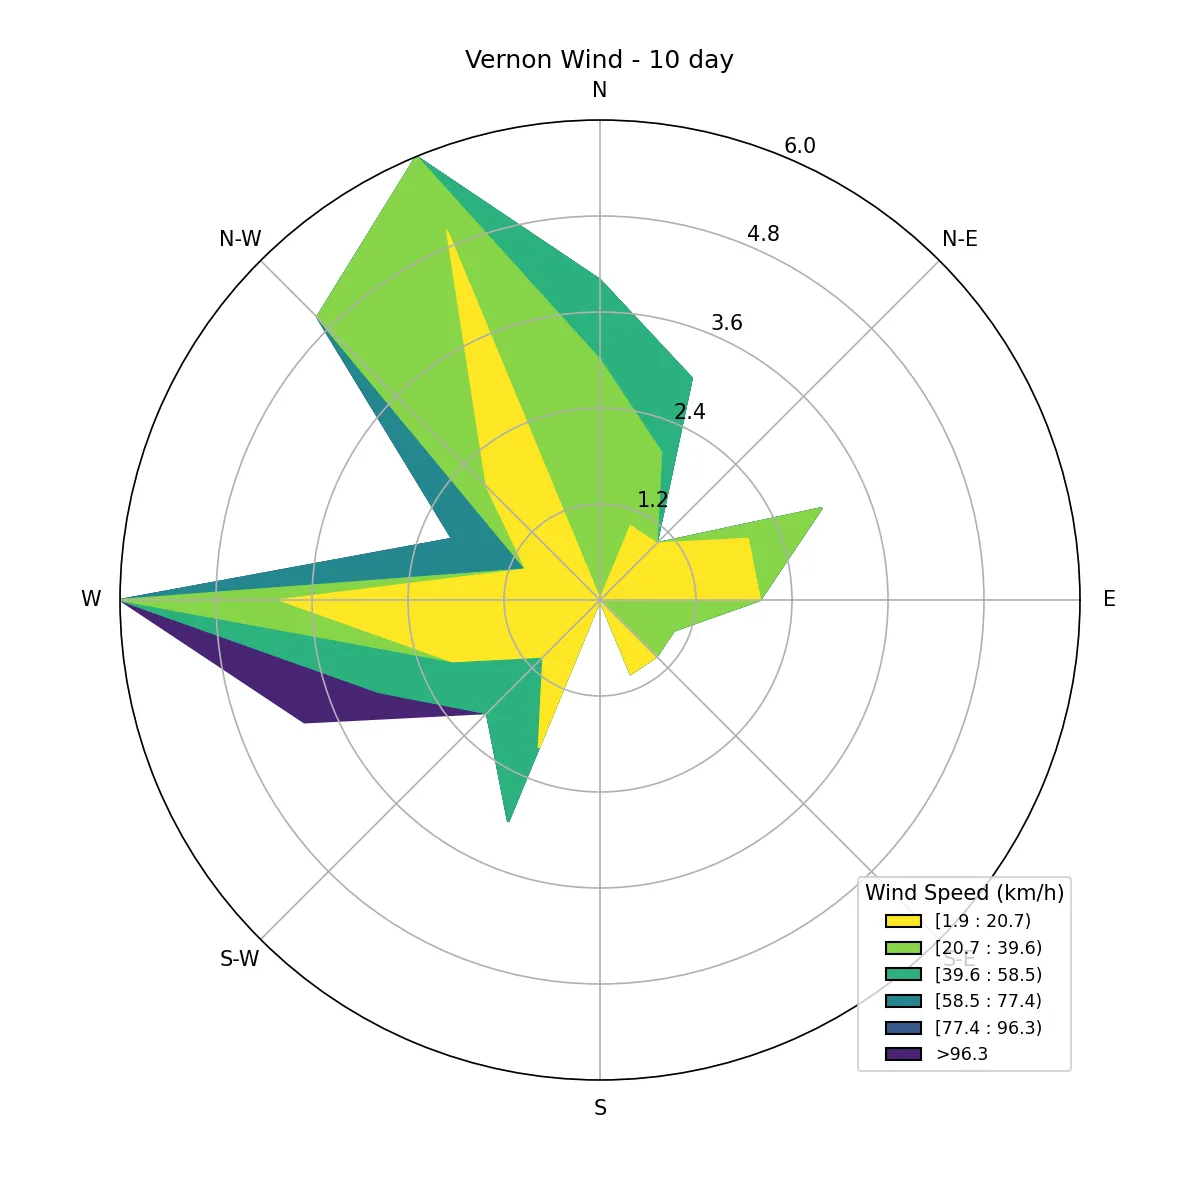 Vernon Wind - 10 day
N
6.0
N-W
4.8
N-E
3.6
2.4
1.2
W
E
Wind Speed (km/h)
[1.9 : 20.7)
[20.7 : 39.6)
S-W
S-E
[39.6 : 58.5)
[58.5 : 77.4)
[77.4 : 96.3)
>96.3
S